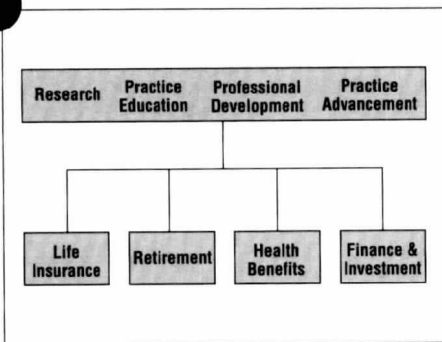 Research Practice Education Professional Development Practice Advancement
Life Insurance Retirement Health Benefits Finance & Investment